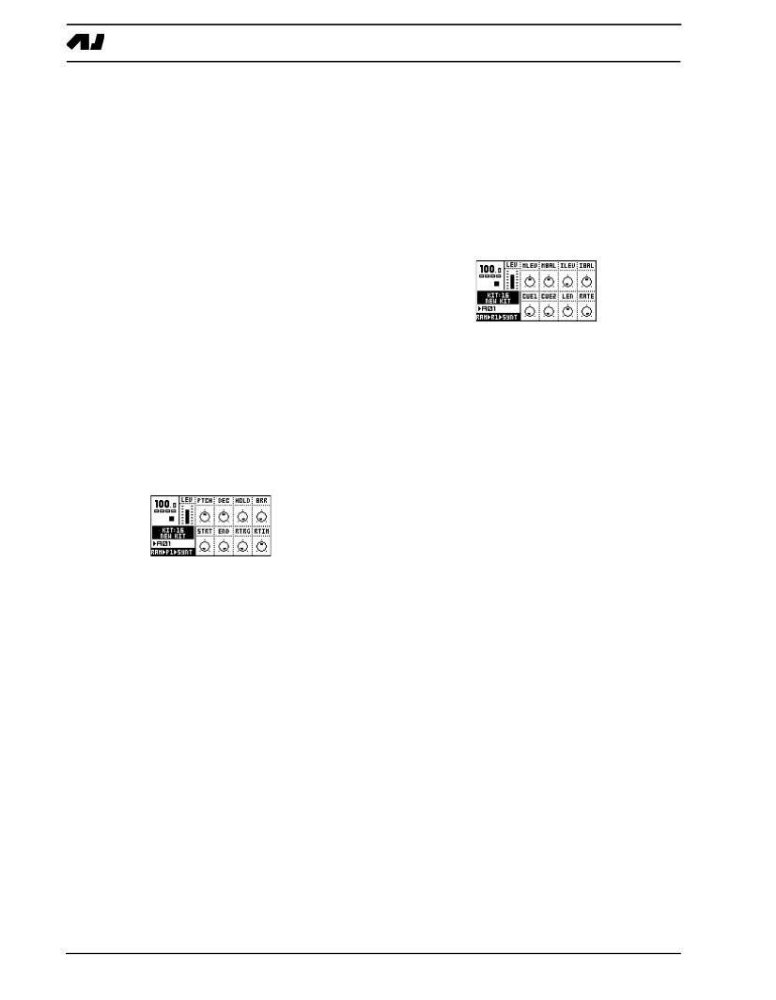 100.0 LEV PTCH DEC HOLD BRR
KIT:16
NEW KIT
STRT END RTRG RTIM
A01
RAM▶P1▶SYNT
100.0 LEV MLEV MBAL ILEV IBAL
KIT:16
NEW KIT
CUE1 CUE2 LEN RATE
A01
RAM▶R1▶SYNT